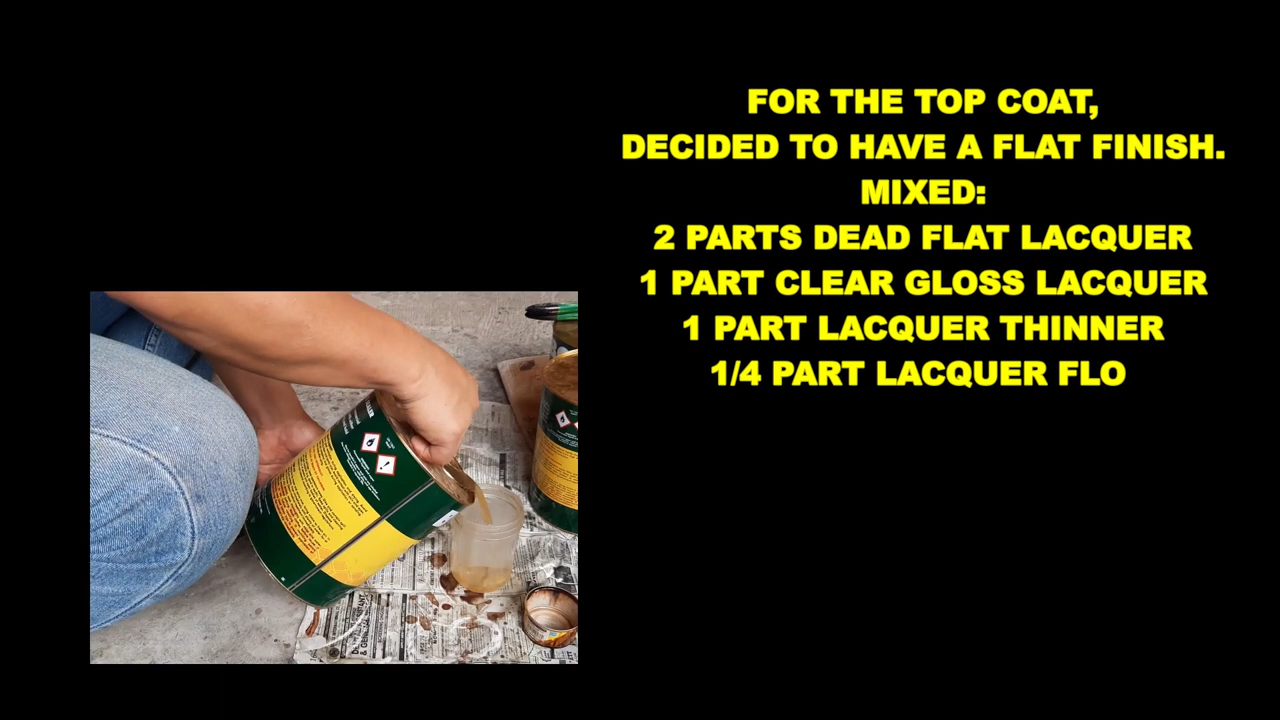 FOR THE TOP COAT,
DECIDED TO HAVE A FLAT FINISH.
MIXED:
2 PARTS DEAD FLAT LACQUER
1 PART CLEAR GLOSS LACQUER
1 PART LACQUER THINNER
1/4 PART LACQUER FLO